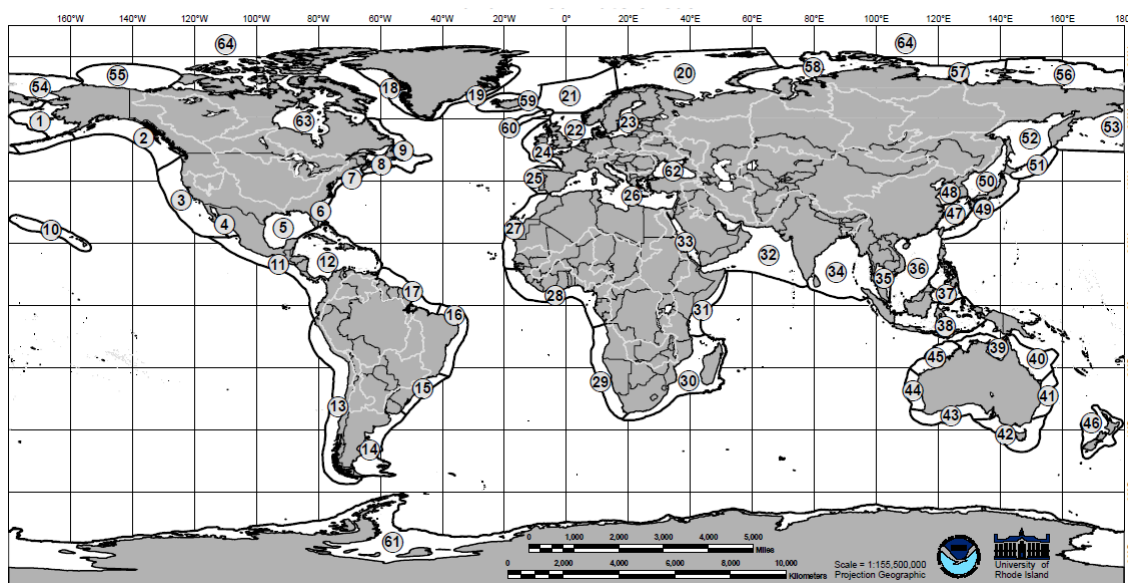 160°W 140°W 120°W 100°W 80°W 60°W 40°W 20°W 0° 20°E 40°E 60°E 80°E 100°E 120°E 140°E 160°E 180
64 64
55 58 57 56
54 18 19 59 21 20
1 2 63 60 22 23 53
9 24 52
8 51
7 25 62 50
3 26 48
6 47 49
10 4 5 27 33
11 12 32 34 35 36
17 28 31 37
16 38
39
45 40
13 15 29 30 44 41
43 46
14 42
61
0 1,000 2,000 3,000 4,000 5,000
Miles
0 2,000 4,000 6,000 8,000 10,000
Kilometers
Scale = 1:155,500,000
Projection Geographic
University of
Rhode Island